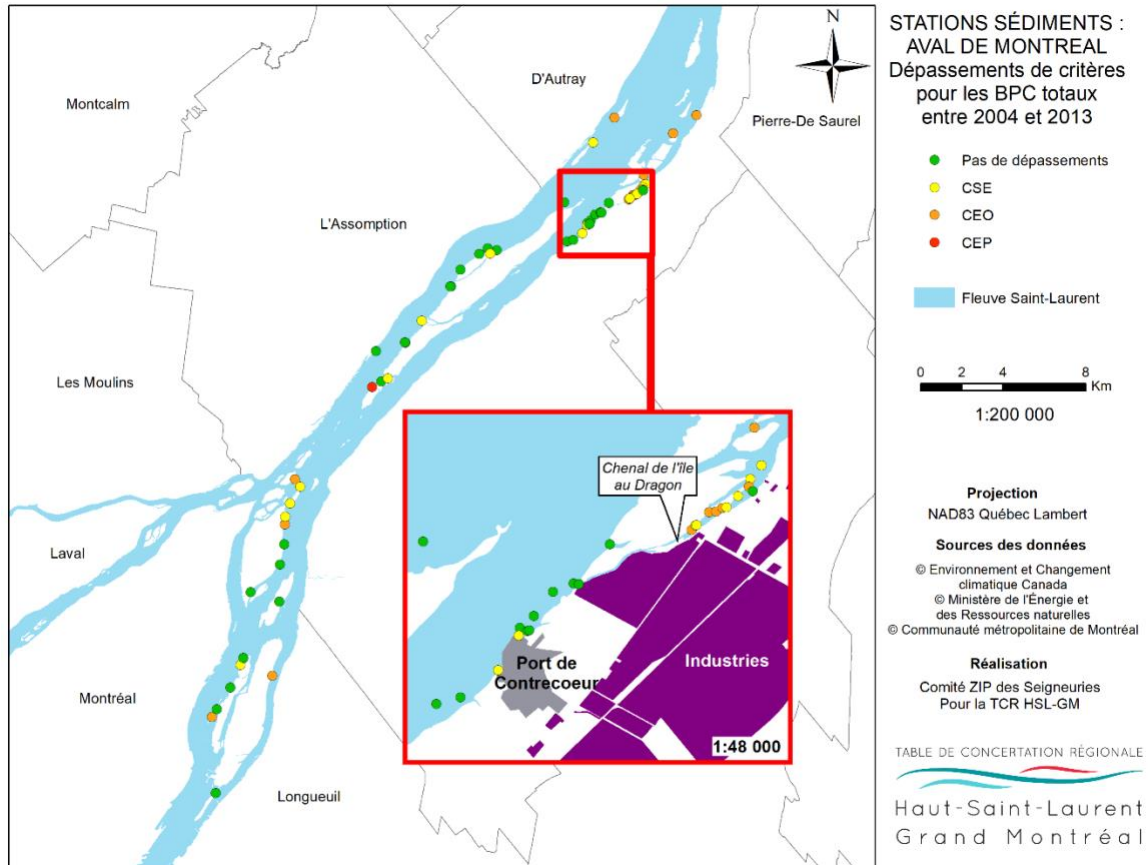 STATIONS SÉDIMENTS :
AVAL DE MONTREAL
Dépassements de critères
pour les BPC totaux
entre 2004 et 2013
Pas de dépassements
CSE
CEO
CEP
Fleuve Saint-Laurent
0 2 4 8
Km
1:200 000
Projection
NAD83 Québec Lambert
Sources des données
© Environnement et Changement
climatique Canada
© Ministère de l'Énergie et
des Ressources naturelles
© Communauté métropolitaine de Montréal
Réalisation
Comité ZIP des Seigneuries
Pour la TCR HSL-GM
TABLE DE CONCERTATION RÉGIONALE
Haut-Saint-Laurent
Grand Montréal
D'Autray
Montcalm
Pierre-De Saurel
L'Assomption
Les Moulins
Laval
Montréal
Longueuil
Chenal de l'île
au Dragon
Port de
Contrecoeur
Industries
1:48 000